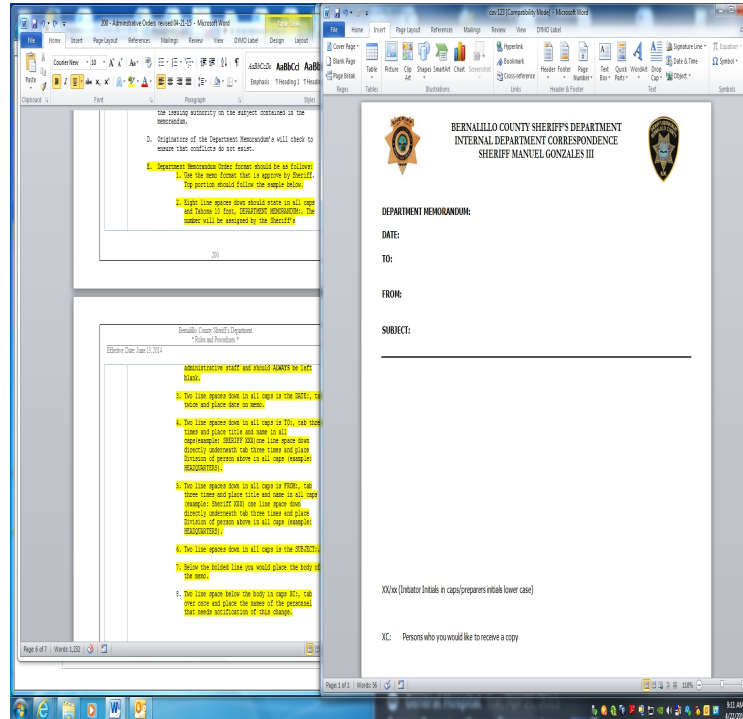 200 - Administrative Orders revised 04-21-15 - Microsoft Word
Table Tools
File Home Insert Page Layout References Mailings Review View DYMO Label Design Layout
Paste
Courier New 10
AaBbCcDc AaBbCc AaBb
Emphasis ¶ Heading 1 ¶ Headi
Clipboard Font Paragraph Styles
the issuing authority on the subject contained in the
memorandum.
D. Originators of the Department Memorandum's will check to
ensure that conflicts do not exist.
E. Department Memorandum Order format should be as follows:
1. Use the memo format that is approve by Sheriff.
Top portion should follow the sample below.
2. Eight line spaces down should state in all caps
and Tahoma 10 font, DEPARTMENT MEMORANDUM:. The
number will be assigned by the Sheriff's
200
Bernalillo County Sheriff's Department
* Rules and Procedures *
Effective Date: June 13, 2014
administrative staff and should ALWAYS be left
blank.
3. Two line spaces down in all caps is the DATE:, tab
twice and place date on memo.
4. Two line spaces down in all caps is TO:, tab three
times and place title and name in all
caps(example: SHERIFF XXX)one line space down
directly underneath tab three times and place
Division of person above in all caps (example:
HEADQUARTERS).
5. Two line spaces down in all caps is FROM:, tab
three times and place title and name in all caps
(example: Sheriff XXX) one line space down
directly underneath tab three times and place
Division of person above in all caps (example:
HEADQUARTERS).
6. Two line spaces down in all caps is the SUBJECT:.
7. Below the bolded line you would place the body of
the memo.
8. Two line space below the body in caps XC:, tab
over once and place the names of the personnel
that needs notification of this change.
Page: 6 of 7 Words: 1,232
cov 123 [Compatibility Mode] - Microsoft Word
File Home Insert Page Layout References Mailings Review View DYMO Label
Cover Page
Blank Page
Page Break
Table Picture Clip Art Shapes SmartArt Chart Screenshot
Hyperlink
Bookmark
Cross-reference
Header Footer Page Number
Text Box Quick Parts WordArt Drop Cap
Signature Line
Date & Time
Object
Equation
Symbol
Pages Tables Illustrations Links Header & Footer Text Symbols
BERNALILLO COUNTY SHERIFF'S DEPARTMENT
INTERNAL DEPARTMENT CORRESPONDENCE
SHERIFF MANUEL GONZALES III
DEPARTMENT MEMORANDUM:
DATE:
TO:
FROM:
SUBJECT:
XX/xx (Initiator Initials in caps/preparers initials lower case)
XC: Persons who you would like to receive a copy
Page: 1 of 1 Words: 56
118%
9:11 AM